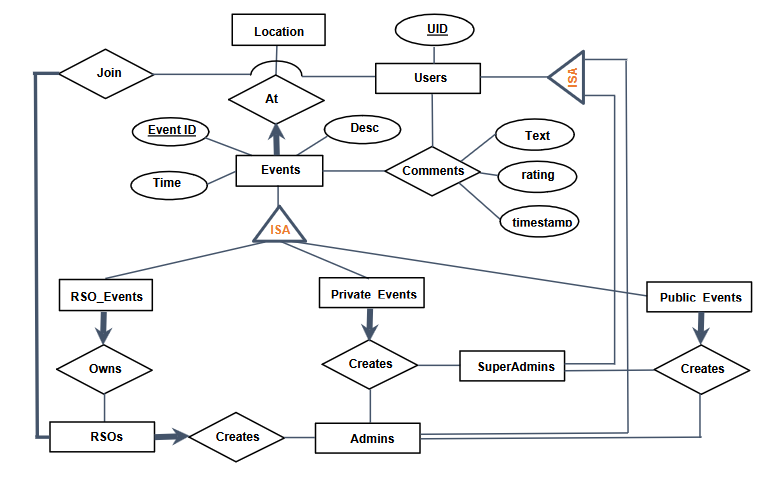 Location
UID
Join
Users
ISA
At
Event ID
Desc
Text
Events
Comments
Time
rating
timestamp
ISA
RSO_Events
Private Events
Public Events
Owns
Creates
SuperAdmins
Creates
RSOs
Creates
Admins